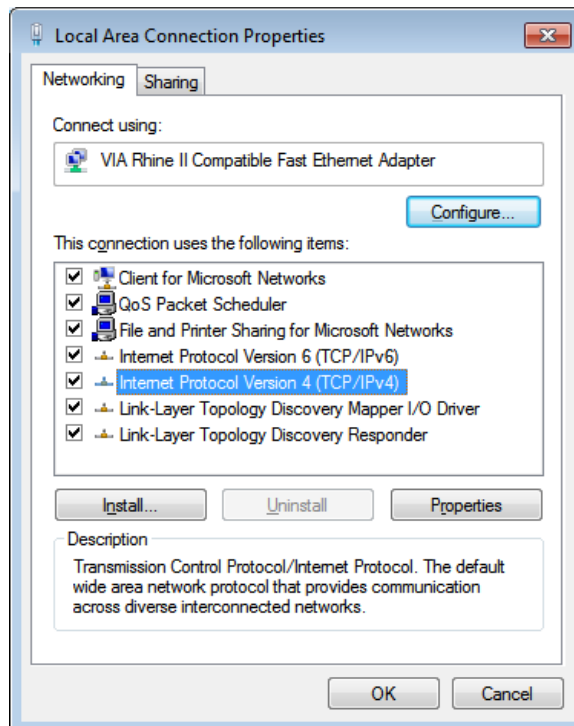 Local Area Connection Properties
Networking
Sharing
Connect using:
VIA Rhine II Compatible Fast Ethernet Adapter
Configure...
This connection uses the following items:
Client for Microsoft Networks
QoS Packet Scheduler
File and Printer Sharing for Microsoft Networks
Internet Protocol Version 6 (TCP/IPv6)
Internet Protocol Version 4 (TCP/IPv4)
Link-Layer Topology Discovery Mapper I/O Driver
Link-Layer Topology Discovery Responder
Install...
Uninstall
Properties
Description
Transmission Control Protocol/Internet Protocol. The default
wide area network protocol that provides communication
across diverse interconnected networks.
OK
Cancel